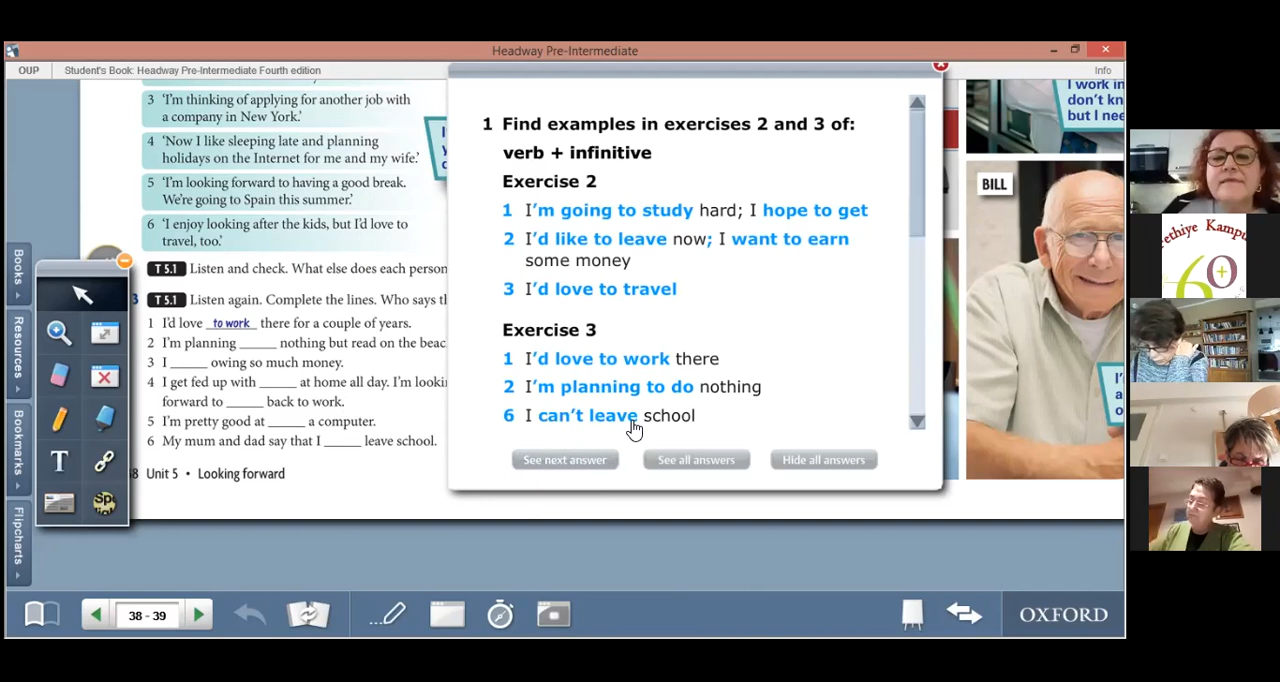 Headway Pre-Intermediate
OUP
Student's Book: Headway Pre-Intermediate Fourth edition
Info
3 'I'm thinking of applying for another job with
a company in New York.'
4 'Now I like sleeping late and planning
holidays on the Internet for me and my wife.'
5 'I'm looking forward to having a good break.
We're going to Spain this summer.'
6 'I enjoy looking after the kids, but I'd love to
travel, too.'
T 5.1 Listen and check. What else does each person
3 T 5.1 Listen again. Complete the lines. Who says th
1 I'd love to work there for a couple of years.
2 I'm planning ______ nothing but read on the beac
3 I ______ owing so much money.
4 I get fed up with ______ at home all day. I'm looki
forward to ______ back to work.
5 I'm pretty good at ______ a computer.
6 My mum and dad say that I ______ leave school.
8 Unit 5 • Looking forward
1 Find examples in exercises 2 and 3 of:
verb + infinitive
Exercise 2
1 I'm going to study hard; I hope to get
2 I'd like to leave now; I want to earn
some money
3 I'd love to travel
Exercise 3
1 I'd love to work there
2 I'm planning to do nothing
6 I can't leave school
See next answer
See all answers
Hide all answers
I work in
don't kn
but I nee
BILL
I'
a
o
Books
Resources
Bookmarks
Flipcharts
T
Spe
38 - 39
OXFORD
ethiye Kampü
60+